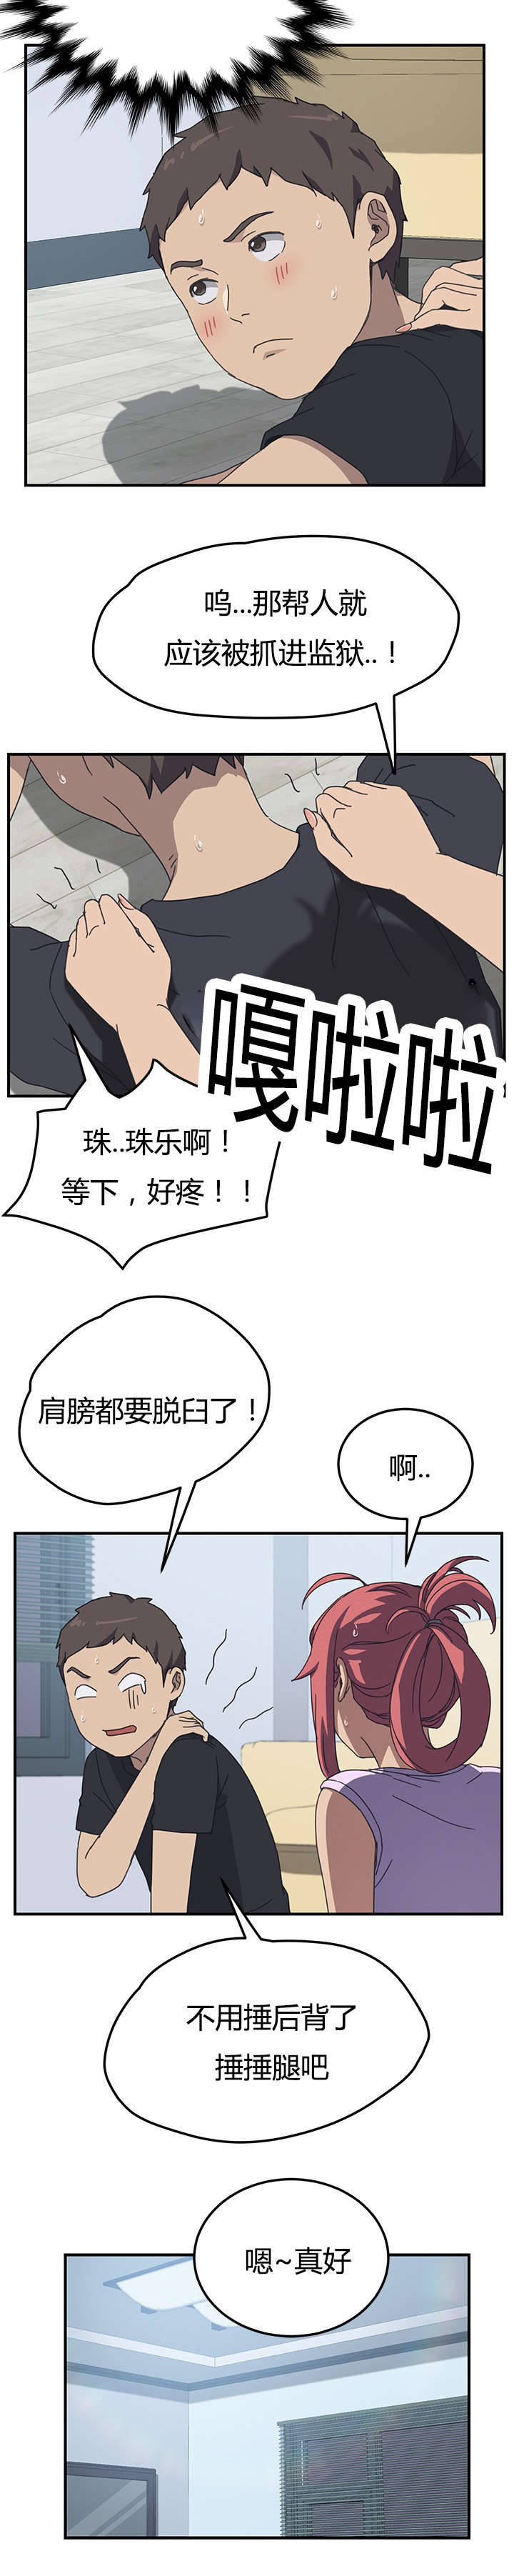 呜...那帮人就
应该被抓进监狱..！
嘎啦啦
珠..珠乐啊！
等下，好疼！！
肩膀都要脱臼了！
啊..
不用捶后背了
捶捶腿吧
嗯~真好